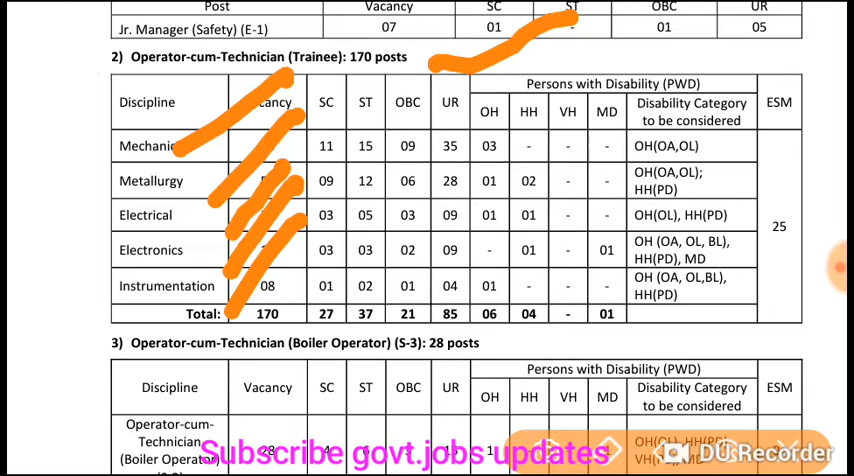 Post Vacancy SC ST OBC UR
Jr. Manager (Safety) (E-1) 07 01 - 01 05
2) Operator-cum-Technician (Trainee): 170 posts
Persons with Disability (PWD)
Discipline SC ST OBC UR OH HH VH MD Disability Category to be considered ESM
11 15 09 35 03 - - - OH(OA,OL)
Metallurgy 09 12 06 28 01 02 - - OH(OA,OL); HH(PD)
Electrical 03 05 03 09 01 01 - - OH(OL), HH(PD)
25
Electronics 03 03 02 09 - 01 - 01 OH (OA, OL, BL), HH(PD), MD
Instrumentation 08 01 02 01 04 01 - - - OH (OA, OL,BL), HH(PD)
Total: 170 27 37 21 85 06 04 - 01
3) Operator-cum-Technician (Boiler Operator) (S-3): 28 posts
Persons with Disability (PWD)
Discipline Vacancy SC ST OBC UR OH HH VH MD Disability Category to be considered ESM
Operator-cum-
Technician
(Boiler Operator)
Subscribe govt.jobs updates
DU Recorder